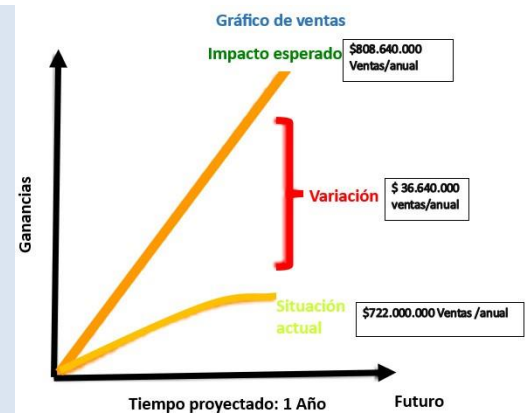 Gráfico de ventas
Impacto esperado
$808.640.000
Ventas/anual
Ganancias
Variación
$ 36.640.000
ventas/anual
Situación
actual
$722.000.000 Ventas /anual
Tiempo proyectado: 1 Año
Futuro